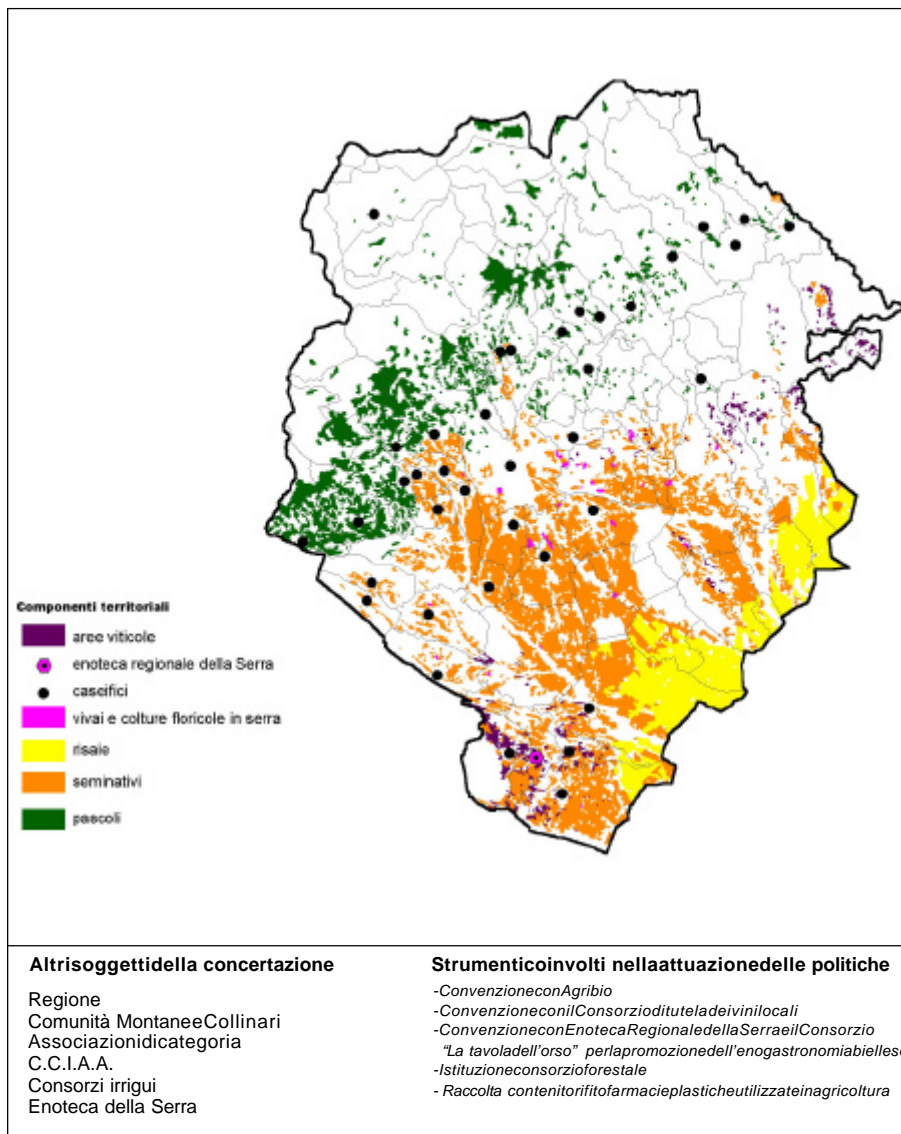 Componenti territoriali
aree viticole
enoteca regionale della Serra
caseifici
vivai e colture floricole in serra
risaie
seminativi
pascoli
Altrisoggettidella concertazione
Regione
Comunità MontaneeCollinari
Associazionidicategoria
C.C.I.A.A.
Consorzi irrigui
Enoteca della Serra
Strumenticoinvolti nellaattuazionedelle politiche
-ConvenzioneconAgribio
-ConvenzioneconilConsorziodituteladeivinilocali
-ConvenzioneconEnotecaRegionaledellaSerraeilConsorzio
“La tavoladell’orso” perlapromozionedell’enogastronomiabiellese
-Istituzioneconsorzioforestale
- Raccolta contenitorifitofarmacieplasticheutilizzateinagricoltura